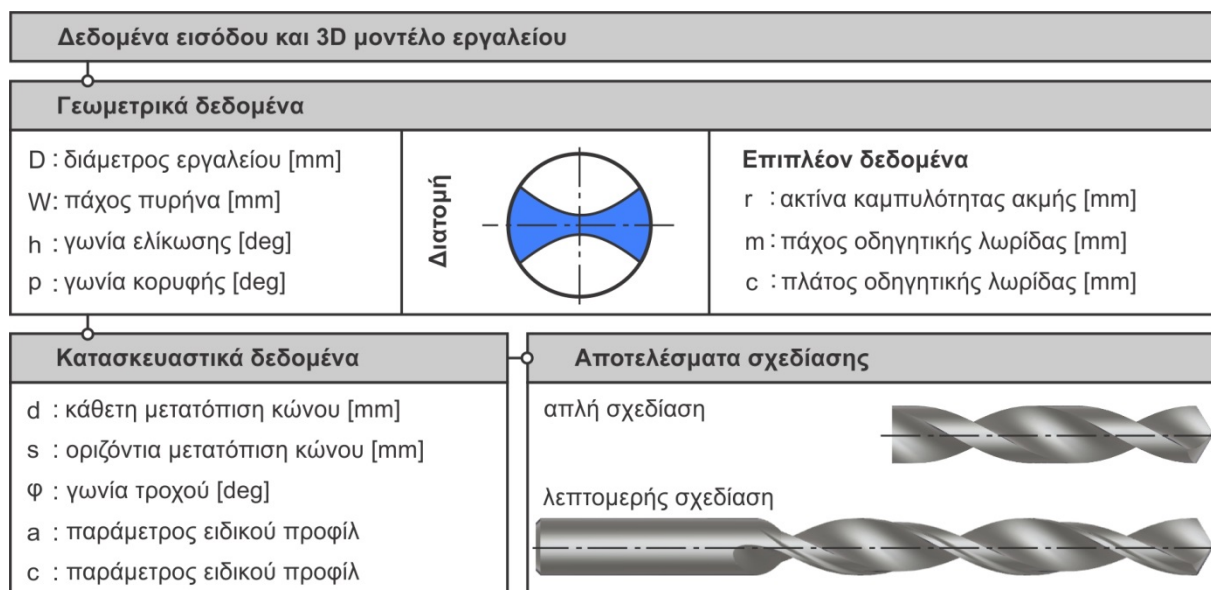 Δεδομένα εισόδου και 3D μοντέλο εργαλείου
Γεωμετρικά δεδομένα
D : διάμετρος εργαλείου [mm]
W: πάχος πυρήνα [mm]
h : γωνία ελίκωσης [deg]
p : γωνία κορυφής [deg]
Διατομή
Επιπλέον δεδομένα
r : ακτίνα καμπυλότητας ακμής [mm]
m : πάχος οδηγητικής λωρίδας [mm]
c : πλάτος οδηγητικής λωρίδας [mm]
Κατασκευαστικά δεδομένα
d : κάθετη μετατόπιση κώνου [mm]
s : οριζόντια μετατόπιση κώνου [mm]
φ : γωνία τροχού [deg]
a : παράμετρος ειδικού προφίλ
c : παράμετρος ειδικού προφίλ
Αποτελέσματα σχεδίασης
απλή σχεδίαση
λεπτομερής σχεδίαση